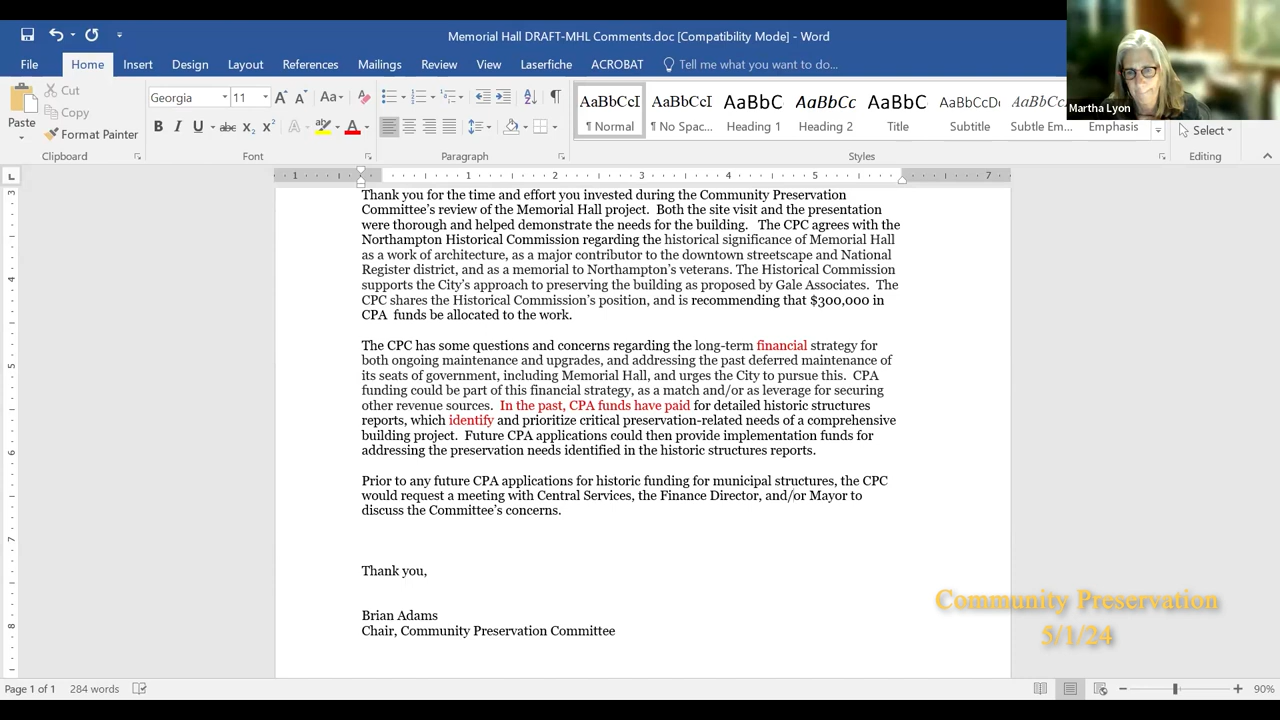 Memorial Hall DRAFT-MHL Comments.doc [Compatibility Mode] - Word
File Home Insert Design Layout References Mailings Review View Laserfiche ACROBAT Tell me what you want to do...
Martha Lyon
Paste
Cut
Copy
Format Painter
Georgia 11
AaBbCcI AaBbCcI AaBbC AaBbCc AaBbC AaBbCcD AaBbCc
¶ Normal ¶ No Spac... Heading 1 Heading 2 Title Subtitle Subtle Em... Emphasis
Select
Clipboard Font Paragraph Styles Editing
Thank you for the time and effort you invested during the Community Preservation
Committee's review of the Memorial Hall project. Both the site visit and the presentation
were thorough and helped demonstrate the needs for the building. The CPC agrees with the
Northampton Historical Commission regarding the historical significance of Memorial Hall
as a work of architecture, as a major contributor to the downtown streetscape and National
Register district, and as a memorial to Northampton's veterans. The Historical Commission
supports the City's approach to preserving the building as proposed by Gale Associates. The
CPC shares the Historical Commission's position, and is recommending that $300,000 in
CPA funds be allocated to the work.
The CPC has some questions and concerns regarding the long-term financial strategy for
both ongoing maintenance and upgrades, and addressing the past deferred maintenance of
its seats of government, including Memorial Hall, and urges the City to pursue this. CPA
funding could be part of this financial strategy, as a match and/or as leverage for securing
other revenue sources. In the past, CPA funds have paid for detailed historic structures
reports, which identify and prioritize critical preservation-related needs of a comprehensive
building project. Future CPA applications could then provide implementation funds for
addressing the preservation needs identified in the historic structures reports.
Prior to any future CPA applications for historic funding for municipal structures, the CPC
would request a meeting with Central Services, the Finance Director, and/or Mayor to
discuss the Committee's concerns.
Thank you,
Brian Adams
Chair, Community Preservation Committee
Community Preservation
5/1/24
Page 1 of 1 284 words 90%